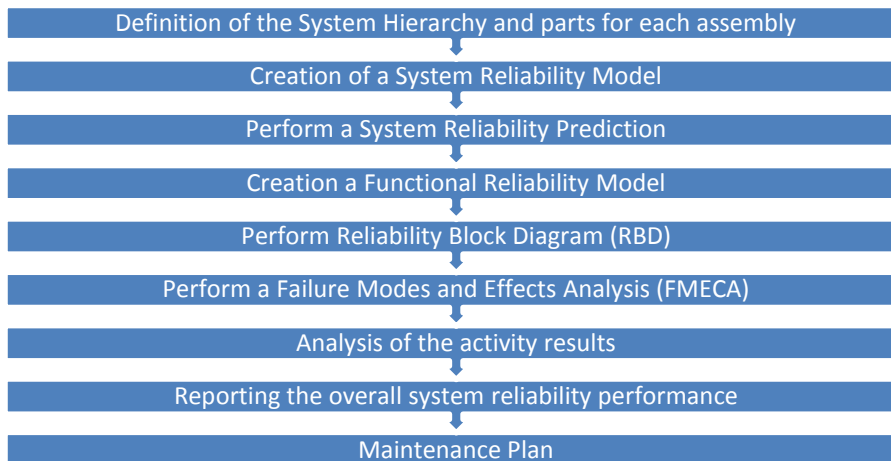 Definition of the System Hierarchy and parts for each assembly
Creation of a System Reliability Model
Perform a System Reliability Prediction
Creation a Functional Reliability Model
Perform Reliability Block Diagram (RBD)
Perform a Failure Modes and Effects Analysis (FMECA)
Analysis of the activity results
Reporting the overall system reliability performance
Maintenance Plan